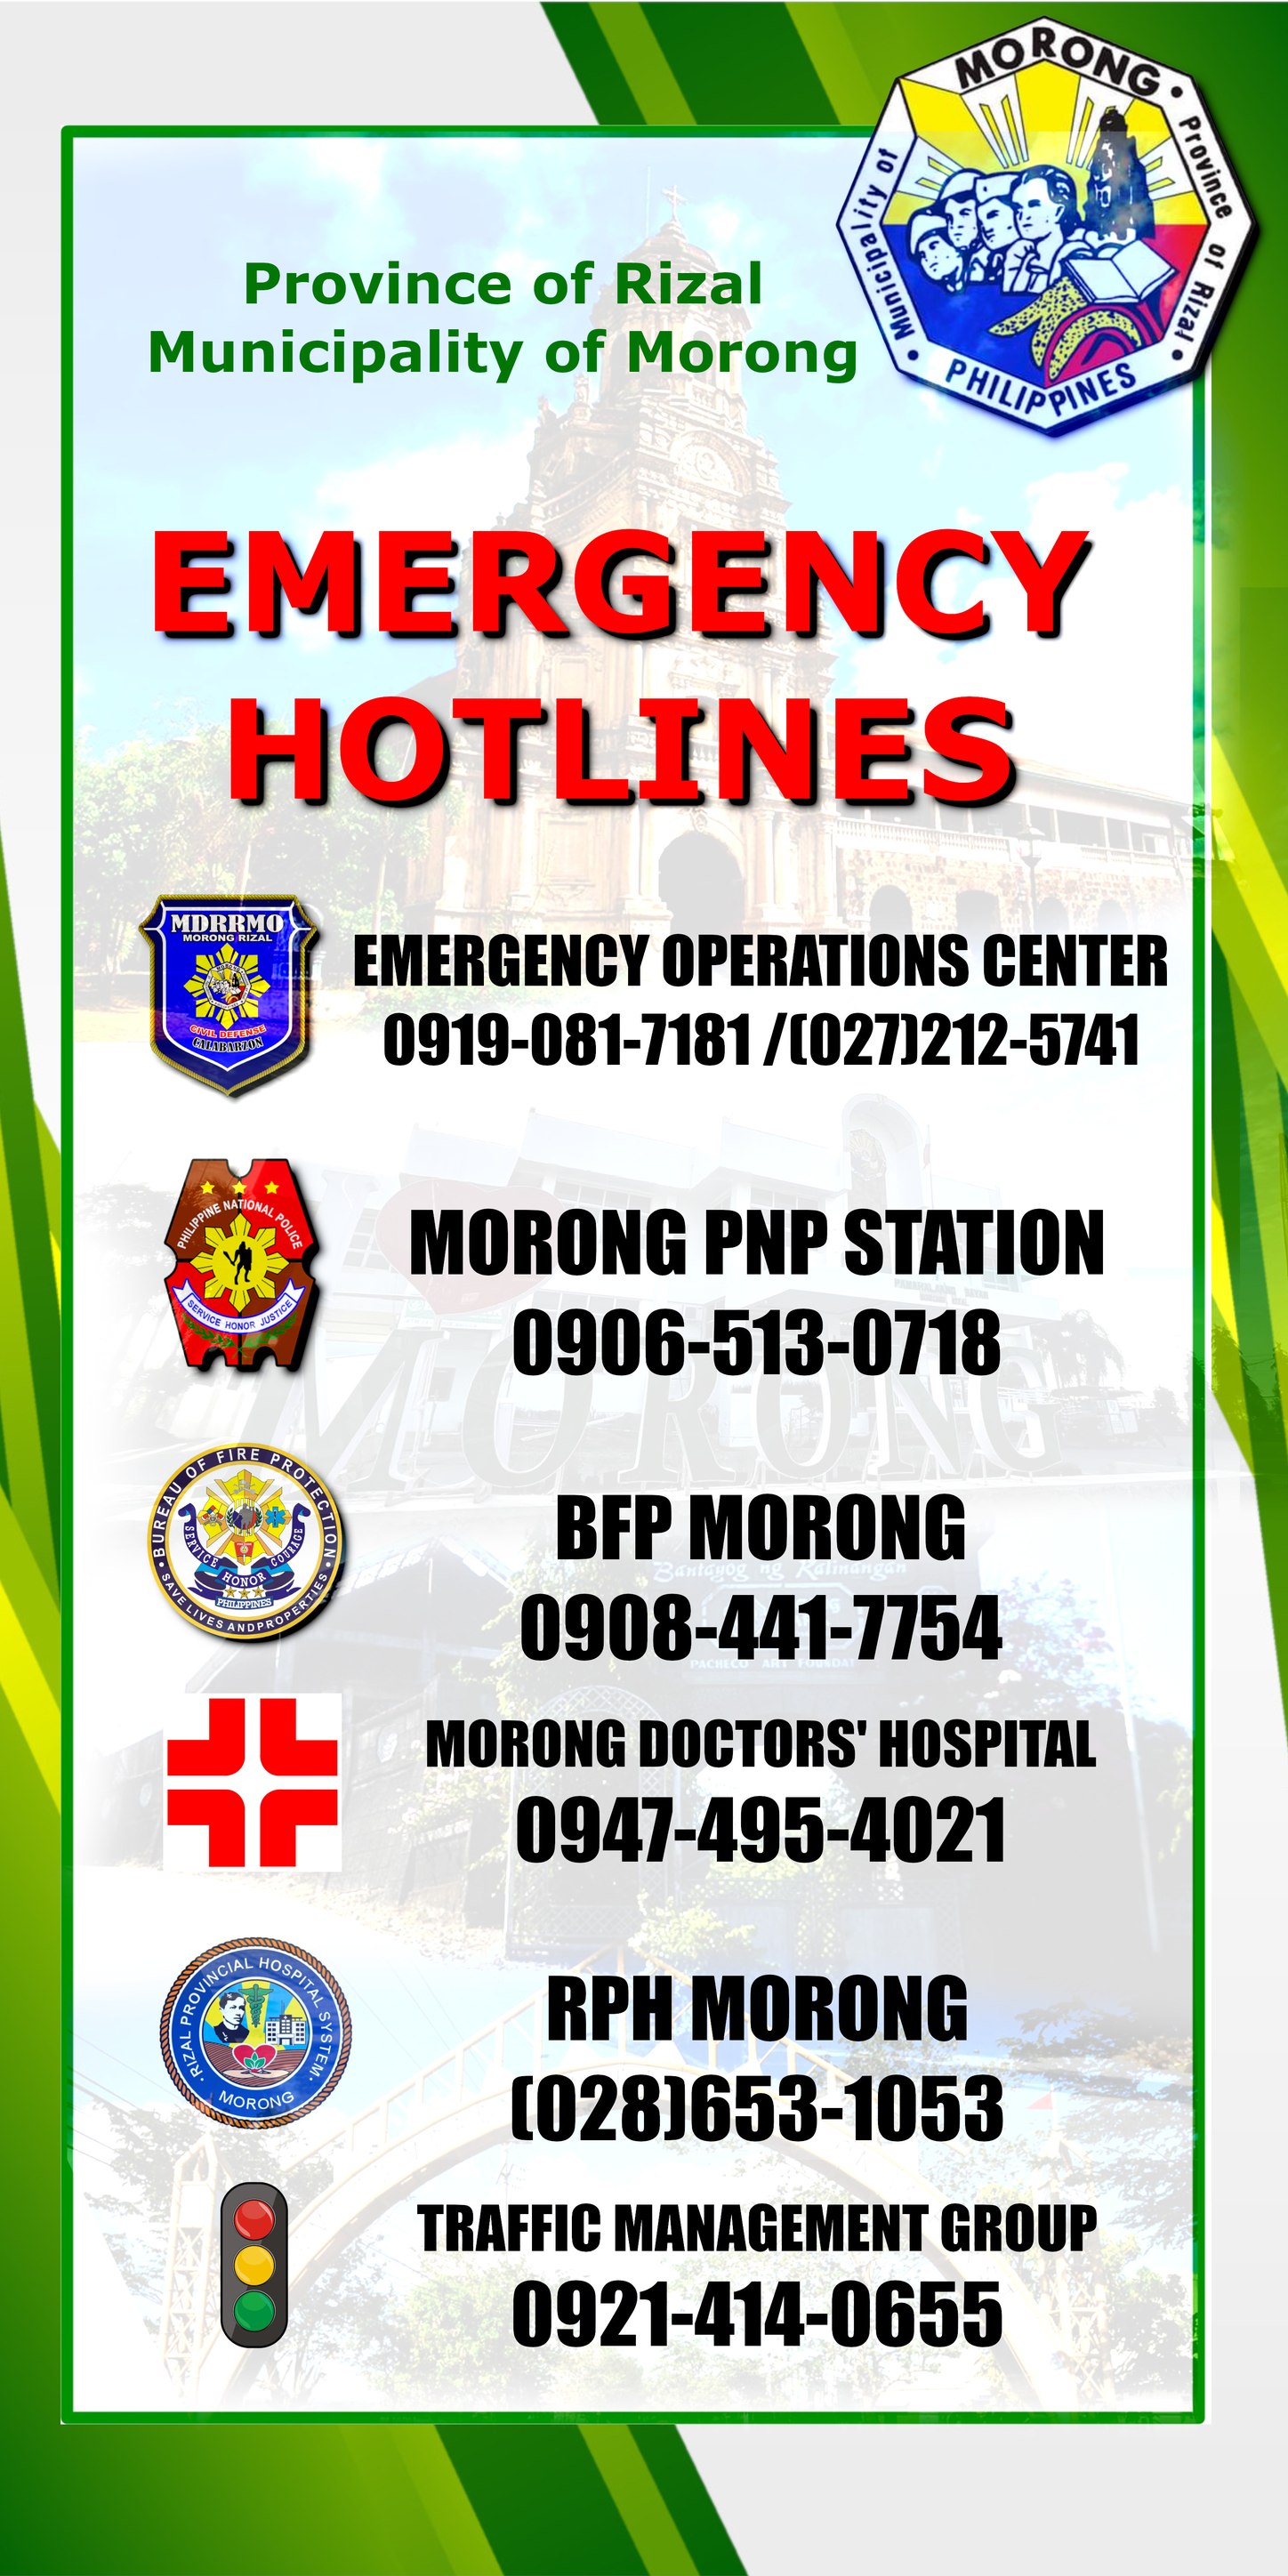 MORONG
Municipality of
Province of Rizal
PHILIPPINES
Province of Rizal
Municipality of Morong
EMERGENCY
HOTLINES
MDRRMO
MORONG RIZAL
CIVIL DEFENSE
CALABARZON
EMERGENCY OPERATIONS CENTER
0919-081-7181 /(027)212-5741
PHILIPPINE NATIONAL POLICE
SERVICE HONOR JUSTICE
MORONG PNP STATION
0906-513-0718
MORONG
BUREAU OF FIRE PROTECTION
SERVICE HONOR COURAGE
PHILIPPINES
SAVE LIVES AND PROPERTIES
BFP MORONG
Bantayog ng Kalinangan
0908-441-7754
MORONG DOCTORS' HOSPITAL
0947-495-4021
RIZAL PROVINCIAL HOSPITAL SYSTEM
MORONG
RPH MORONG
(028)653-1053
TRAFFIC MANAGEMENT GROUP
0921-414-0655